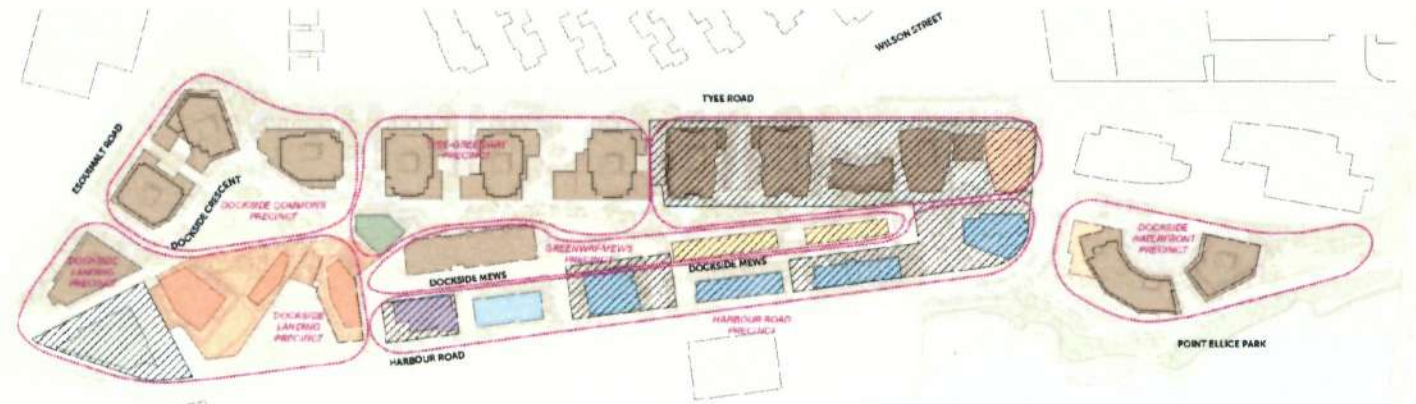 WILSON STREET
TYEE ROAD
ESQUIMALT ROAD
TYEE-GREENWAY
PRECINCT
DOCKSIDE CRESCENT
DOCKSIDE COMMONS
PRECINCT
DOCKSIDE
WATERFRONT
PRECINCT
DOCKSIDE
LANDING
PRECINCT
GREENWAY-MEWS
PRECINCT
DOCKSIDE MEWS
DOCKSIDE MEWS
DOCKSIDE
LANDING
PRECINCT
HARBOUR ROAD
PRECINCT
HARBOUR ROAD
POINT ELLICE PARK